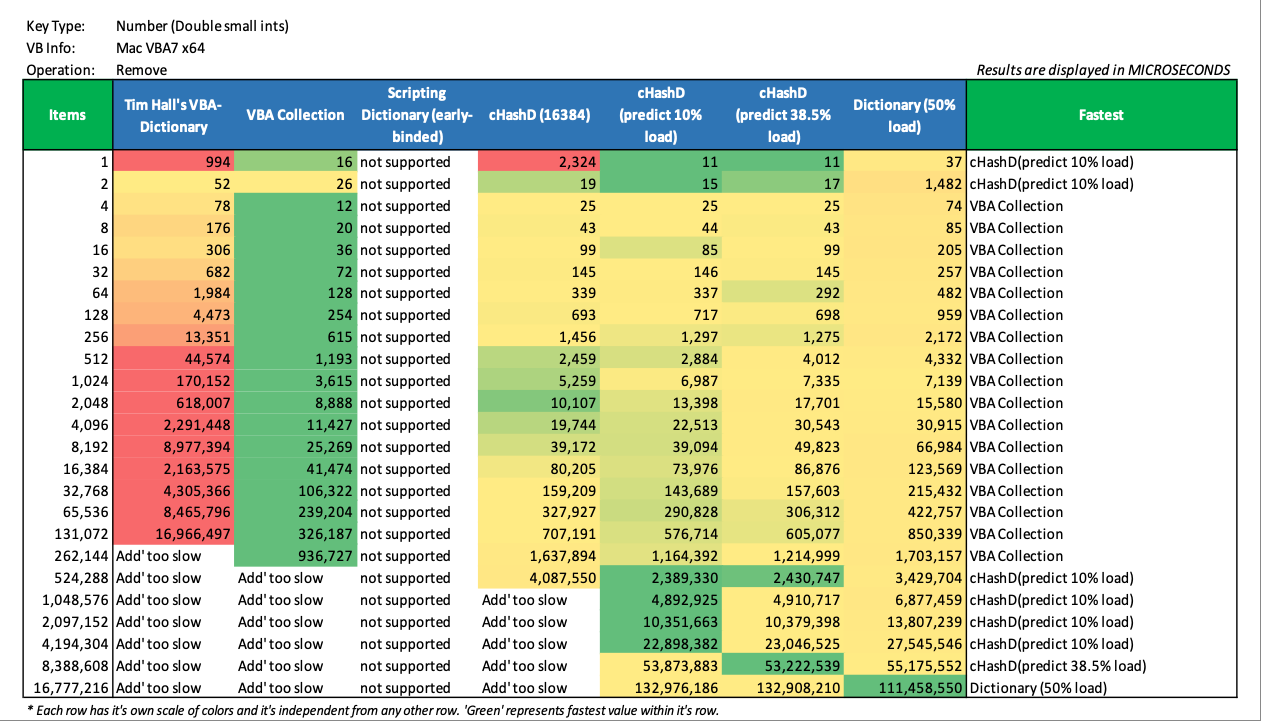 Key Type: Number (Double small ints)
VB Info: Mac VBA7 x64
Operation: Remove Results are displayed in MICROSECONDS
Items Tim Hall's VBA-Dictionary VBA Collection Scripting Dictionary (early-binded) cHashD (16384) cHashD (predict 10% load) cHashD (predict 38.5% load) Dictionary (50% load) Fastest
1 994 16 not supported 2,324 11 11 37 cHashD(predict 10% load)
2 52 26 not supported 19 15 17 1,482 cHashD(predict 10% load)
4 78 12 not supported 25 25 25 74 VBA Collection
8 176 20 not supported 43 44 43 85 VBA Collection
16 306 36 not supported 99 85 99 205 VBA Collection
32 682 72 not supported 145 146 145 257 VBA Collection
64 1,984 128 not supported 339 337 292 482 VBA Collection
128 4,473 254 not supported 693 717 698 959 VBA Collection
256 13,351 615 not supported 1,456 1,297 1,275 2,172 VBA Collection
512 44,574 1,193 not supported 2,459 2,884 4,012 4,332 VBA Collection
1,024 170,152 3,615 not supported 5,259 6,987 7,335 7,139 VBA Collection
2,048 618,007 8,888 not supported 10,107 13,398 17,701 15,580 VBA Collection
4,096 2,291,448 11,427 not supported 19,744 22,513 30,543 30,915 VBA Collection
8,192 8,977,394 25,269 not supported 39,172 39,094 49,823 66,984 VBA Collection
16,384 2,163,575 41,474 not supported 80,205 73,976 86,876 123,569 VBA Collection
32,768 4,305,366 106,322 not supported 159,209 143,689 157,603 215,432 VBA Collection
65,536 8,465,796 239,204 not supported 327,927 290,828 306,312 422,757 VBA Collection
131,072 16,966,497 326,187 not supported 707,191 576,714 605,077 850,339 VBA Collection
262,144 Add' too slow 936,727 not supported 1,637,894 1,164,392 1,214,999 1,703,157 VBA Collection
524,288 Add' too slow Add' too slow not supported 4,087,550 2,389,330 2,430,747 3,429,704 cHashD(predict 10% load)
1,048,576 Add' too slow Add' too slow not supported Add' too slow 4,892,925 4,910,717 6,877,459 cHashD(predict 10% load)
2,097,152 Add' too slow Add' too slow not supported Add' too slow 10,351,663 10,379,398 13,807,239 cHashD(predict 10% load)
4,194,304 Add' too slow Add' too slow not supported Add' too slow 22,898,382 23,046,525 27,545,546 cHashD(predict 10% load)
8,388,608 Add' too slow Add' too slow not supported Add' too slow 53,873,883 53,222,539 55,175,552 cHashD(predict 38.5% load)
16,777,216 Add' too slow Add' too slow not supported Add' too slow 132,976,186 132,908,210 111,458,550 Dictionary (50% load)
* Each row has it's own scale of colors and it's independent from any other row. 'Green' represents fastest value within it's row.